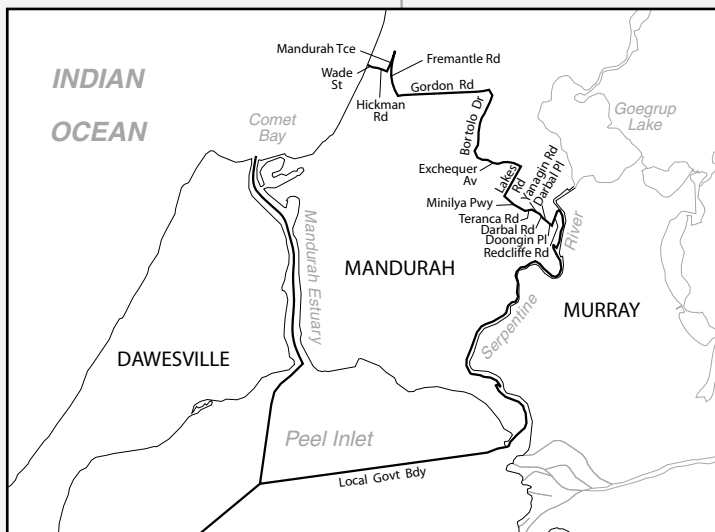 Mandurah Tce
Fremantle Rd
Wade
St
Hickman
Rd
Gordon Rd
INDIAN
OCEAN
Comet
Bay
Bortolo Dr
Goegrup
Lake
Exchequer
Av
Lakes
Rd
Yanagin Rd
Darbal Pl
Minilya Pwy
Teranca Rd
Darbal Rd
Doongin Pl
Redcliffe Rd
River
Mandurah Estuary
MANDURAH
Serpentine
MURRAY
DAWESVILLE
Peel Inlet
Local Govt Bdy